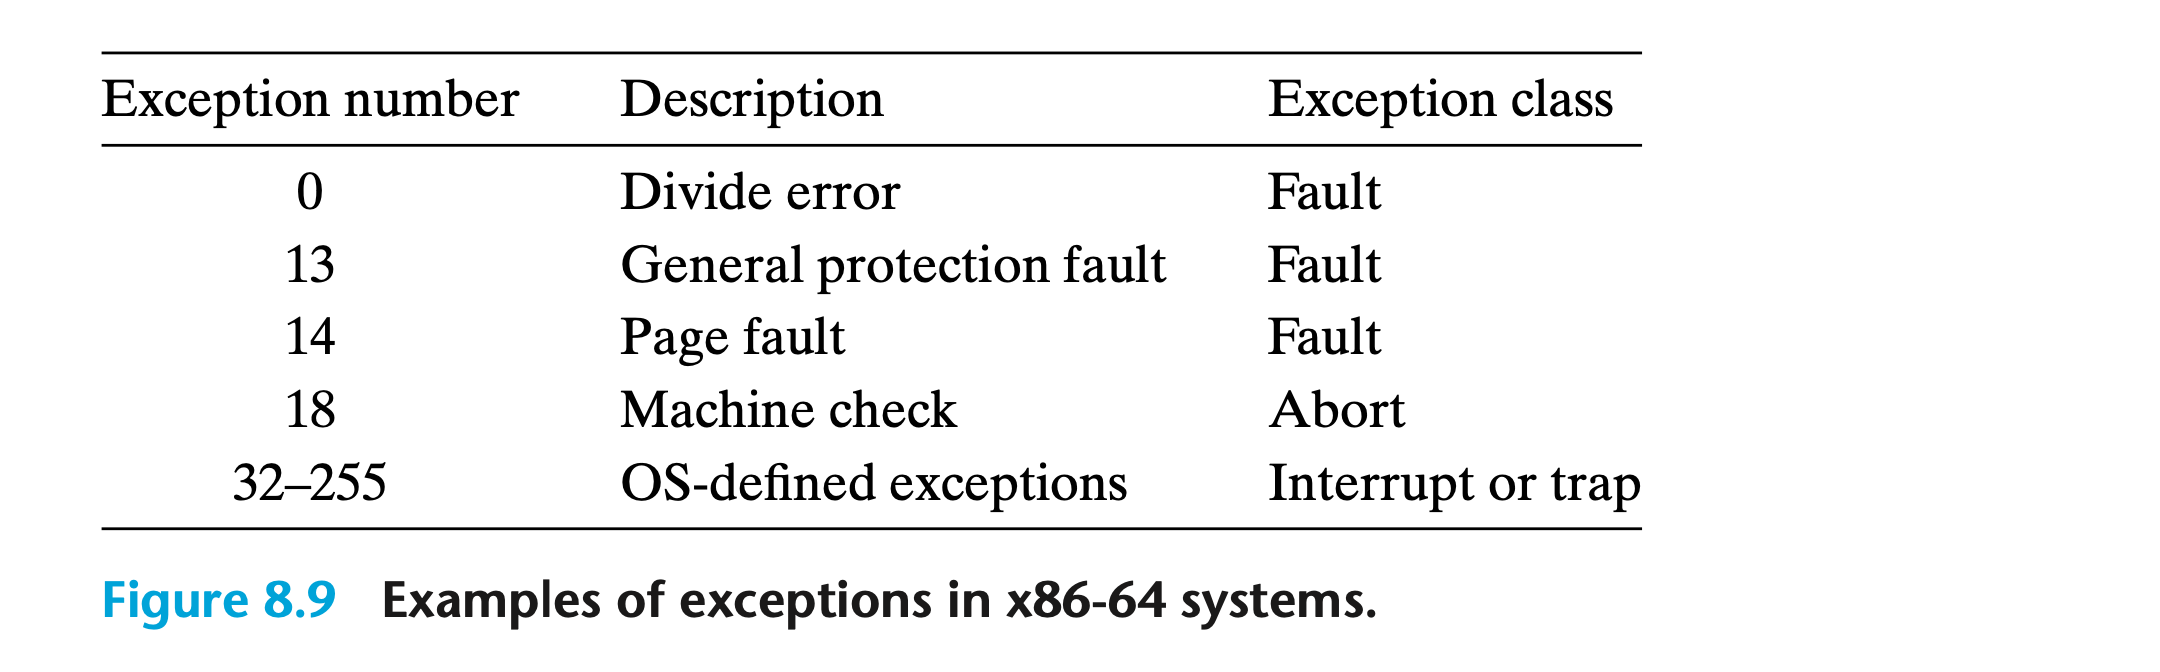 Exception number Description Exception class
0 Divide error Fault
13 General protection fault Fault
14 Page fault Fault
18 Machine check Abort
32–255 OS-defined exceptions Interrupt or trap
Figure 8.9 Examples of exceptions in x86-64 systems.